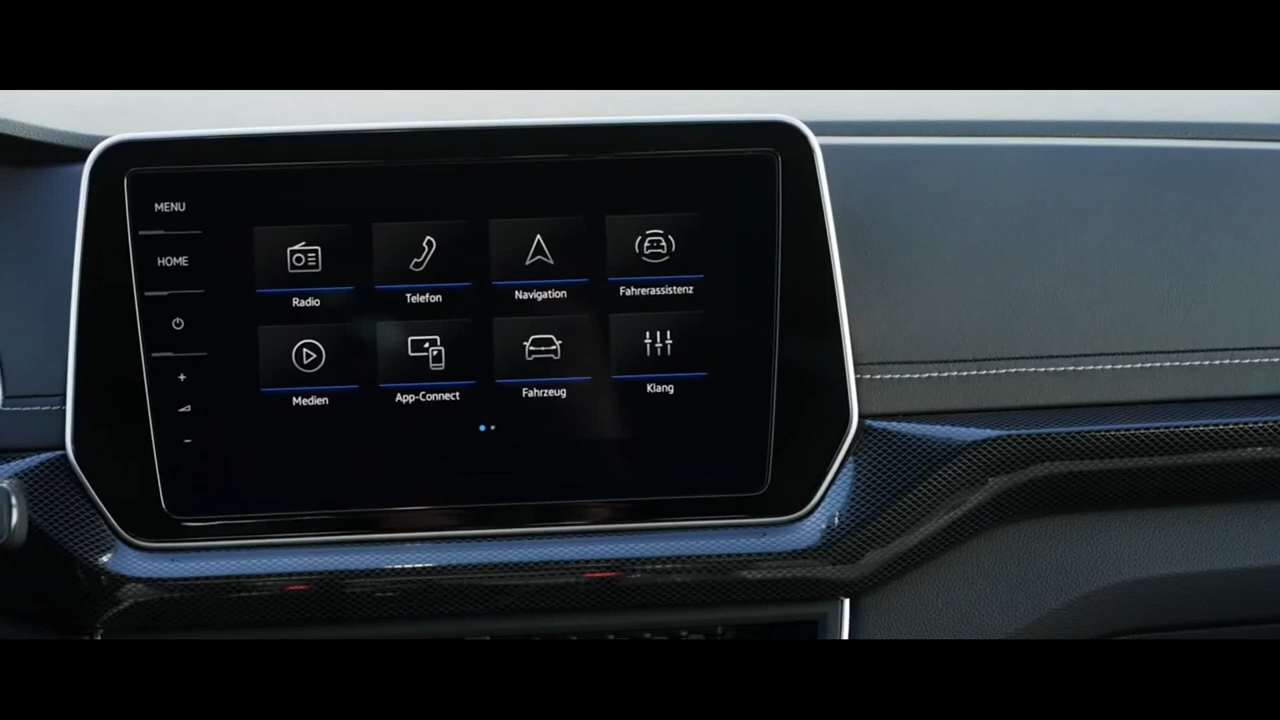 MENU
HOME
Radio
Telefon
Navigation
Fahrerassistenz
Medien
App-Connect
Fahrzeug
Klang